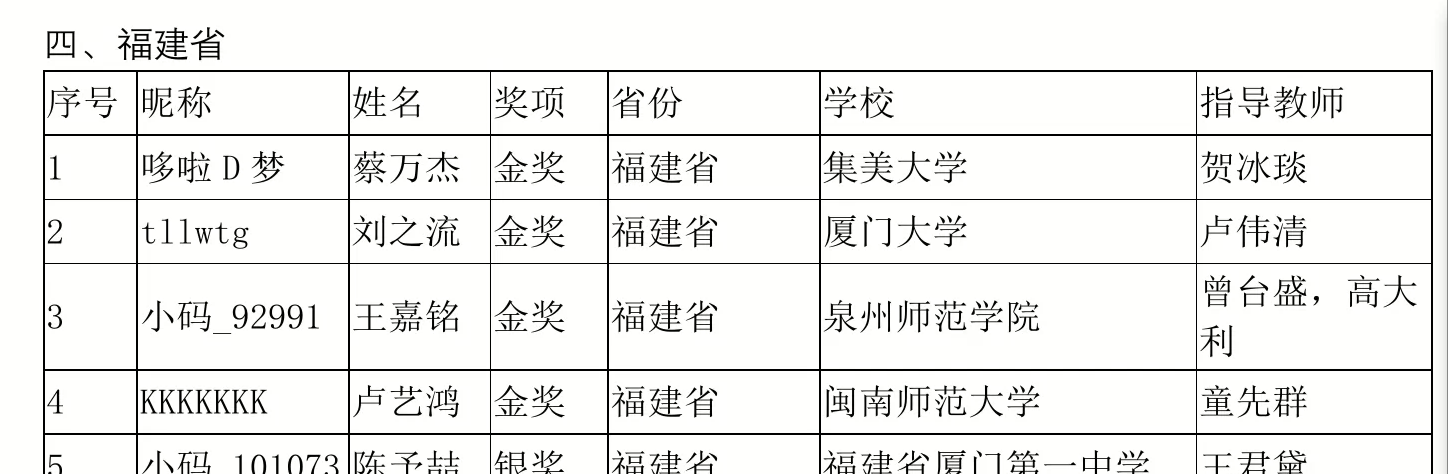 四、福建省
序号 昵称 姓名 奖项 省份 学校 指导教师
1 哆啦 D 梦 蔡万杰 金奖 福建省 集美大学 贺冰琰
2 tllwtg 刘之流 金奖 福建省 厦门大学 卢伟清
3 小码_92991 王嘉铭 金奖 福建省 泉州师范学院 曾台盛，高大
利
4 KKKKKKK 卢艺鸿 金奖 福建省 闽南师范大学 童先群
5 小码_101073 陈予喆 银奖 福建省 福建省厦门第一中学 王君黛